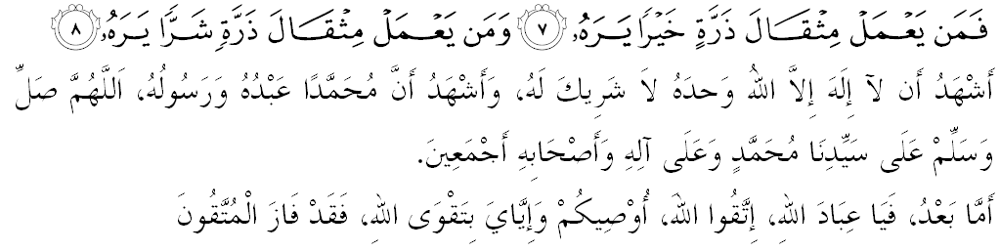 فَمَن يَعۡمَلۡ مِثۡقَالَ ذَرَّةٍ خَيۡرٗا يَرَهُۥ ٧ وَمَن يَعۡمَلۡ مِثۡقَالَ ذَرَّةٖ شَرّٗا يَرَهُۥ ٨
أَشْهَدُ أَن لآ إِلَهَ إِلاَّ اللهُ وَحدَهُ لاَ شَرِيكَ لَهُ، وَأَشْهَدُ أَنَّ مُحَمَّدًا عَبْدُهُ وَرَسُولُهُ، اَللَّهُمَّ صَلِّ
وَسَلِّمْ عَلَى سَيِّدِنَا مُحَمَّدٍ وَعَلَى آلِهِ وَأَصْحَابِهِ أَجْمَعِينَ.
أَمَّا بَعْدُ، فَيَا عِبَادَ اللهِ، إِتَّقُوا اللهَ، أُوْصِيكُمْ وَإِيَّايَ بِتَقْوَى اللهِ، فَقَدْ فَازَ الْمُتَّقُونَ